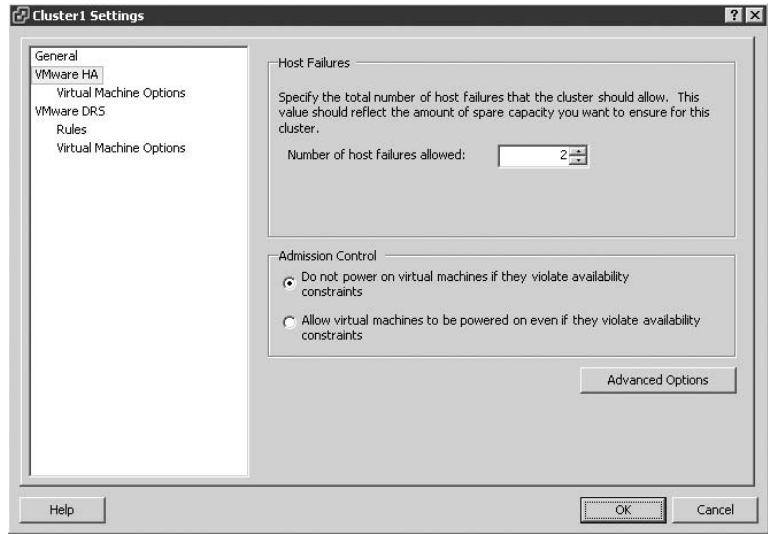 Cluster1 Settings
General
VMware HA
Virtual Machine Options
VMware DRS
Rules
Virtual Machine Options
Host Failures
Specify the total number of host failures that the cluster should allow. This
value should reflect the amount of spare capacity you want to ensure for this
cluster.
Number of host failures allowed: 2
Admission Control
Do not power on virtual machines if they violate availability
constraints
Allow virtual machines to be powered on even if they violate availability
constraints
Advanced Options
Help
OK
Cancel